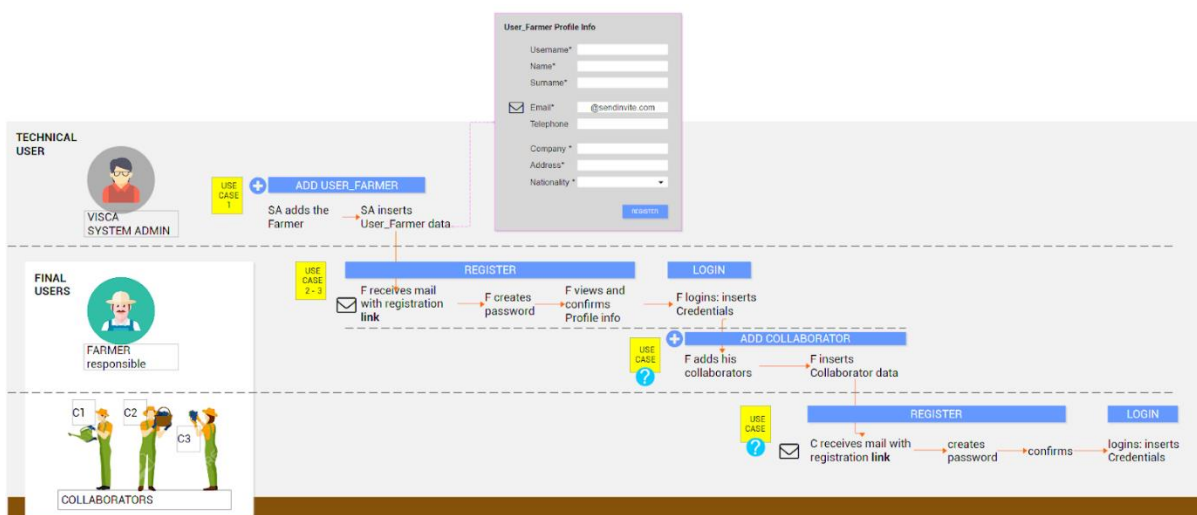 User_Farmer Profile Info
Username*
Name*
Surname*
Email*
@sendinvite.com
Telephone
Company *
Address*
Nationality *
REGISTER
TECHNICAL
USER
VISCA
SYSTEM ADMIN
USE
CASE
1
ADD USER_FARMER
SA adds the
Farmer
SA inserts
User_Farmer data
FINAL
USERS
FARMER
responsible
USE
CASE
2 - 3
REGISTER
F receives mail
with registration
link
F creates
password
F views and
confirms
Profile info
LOGIN
F logins: inserts
Credentials
USE
CASE
?
ADD COLLABORATOR
F adds his
collaborators
F inserts
Collaborator data
C1
C2
C3
COLLABORATORS
USE
CASE
?
REGISTER
C receives mail with
registration link
creates
password
confirms
LOGIN
logins: inserts
Credentials